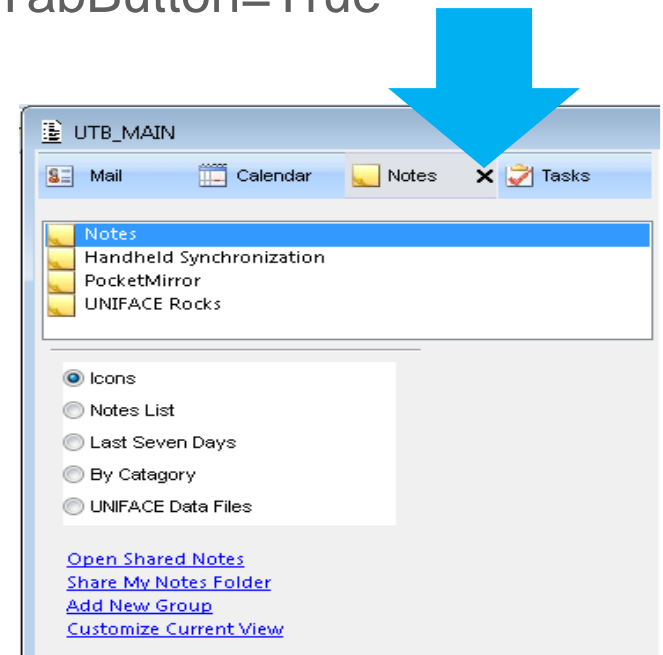 TabButton=True
UTB_MAIN
Mail Calendar Notes Tasks
Notes
Handheld Synchronization
PocketMirror
UNIFACE Rocks
Icons
Notes List
Last Seven Days
By Catagory
UNIFACE Data Files
Open Shared Notes
Share My Notes Folder
Add New Group
Customize Current View